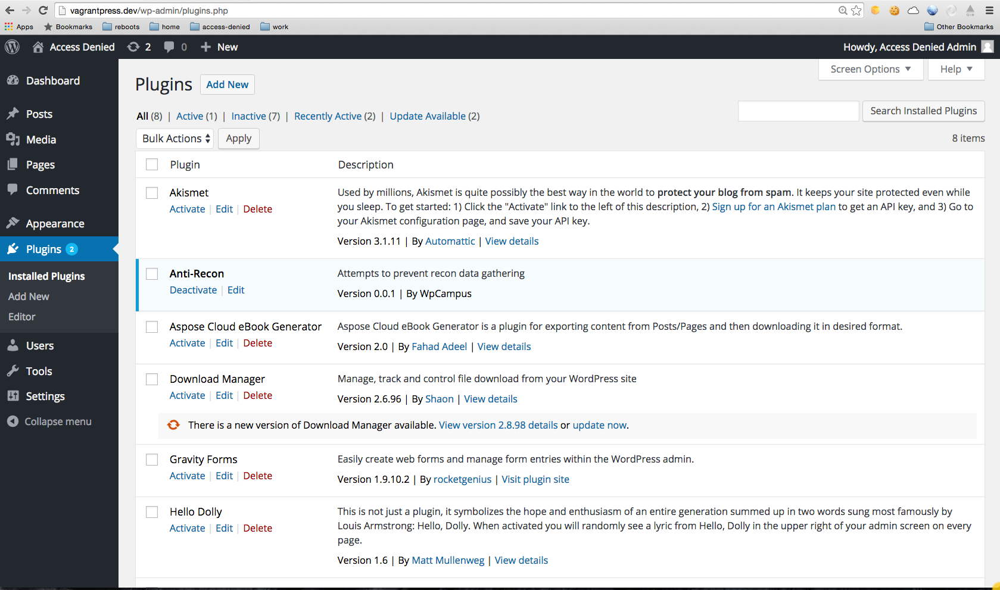 vagrantpress.dev/wp-admin/plugins.php
Apps Bookmarks reboots home access-denied work Other Bookmarks
Access Denied 2 0 New Howdy, Access Denied Admin
Screen Options Help
Dashboard
Posts
Media
Pages
Comments
Appearance
Plugins 2
Installed Plugins
Add New
Editor
Users
Tools
Settings
Collapse menu
Plugins Add New
All (8) | Active (1) | Inactive (7) | Recently Active (2) | Update Available (2)
Search Installed Plugins
Bulk Actions Apply 8 items
Plugin Description
Akismet
Activate | Edit | Delete
Used by millions, Akismet is quite possibly the best way in the world to protect your blog from spam. It keeps your site protected even while
you sleep. To get started: 1) Click the "Activate" link to the left of this description, 2) Sign up for an Akismet plan to get an API key, and 3) Go to
your Akismet configuration page, and save your API key.
Version 3.1.11 | By Automattic | View details
Anti-Recon
Deactivate | Edit
Attempts to prevent recon data gathering
Version 0.0.1 | By WpCampus
Aspose Cloud eBook Generator
Activate | Edit | Delete
Aspose Cloud eBook Generator is a plugin for exporting content from Posts/Pages and then downloading it in desired format.
Version 2.0 | By Fahad Adeel | View details
Download Manager
Activate | Edit | Delete
Manage, track and control file download from your WordPress site
Version 2.6.96 | By Shaon | View details
There is a new version of Download Manager available. View version 2.8.98 details or update now.
Gravity Forms
Activate | Edit | Delete
Easily create web forms and manage form entries within the WordPress admin.
Version 1.9.10.2 | By rocketgenius | Visit plugin site
Hello Dolly
Activate | Edit | Delete
This is not just a plugin, it symbolizes the hope and enthusiasm of an entire generation summed up in two words sung most famously by
Louis Armstrong: Hello, Dolly. When activated you will randomly see a lyric from Hello, Dolly in the upper right of your admin screen on every
page.
Version 1.6 | By Matt Mullenweg | View details